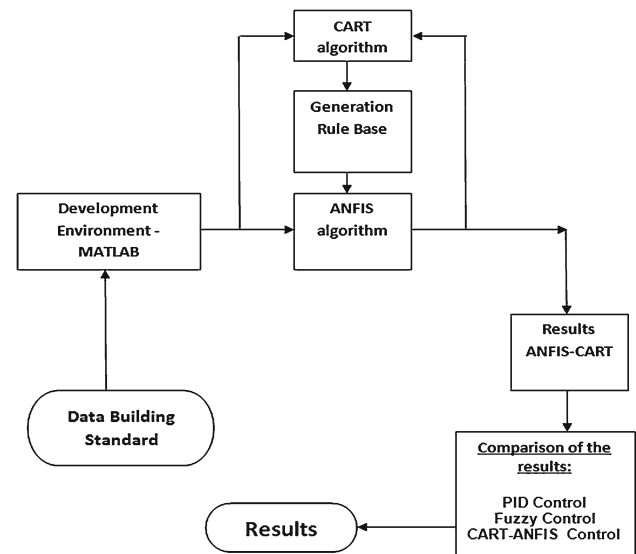 CART
algorithm
Generation
Rule Base
Development
Environment -
MATLAB
ANFIS
algorithm
Results
ANFIS-CART
Data Building
Standard
Comparison of the
results:
PID Control
Fuzzy Control
CART-ANFIS Control
Results